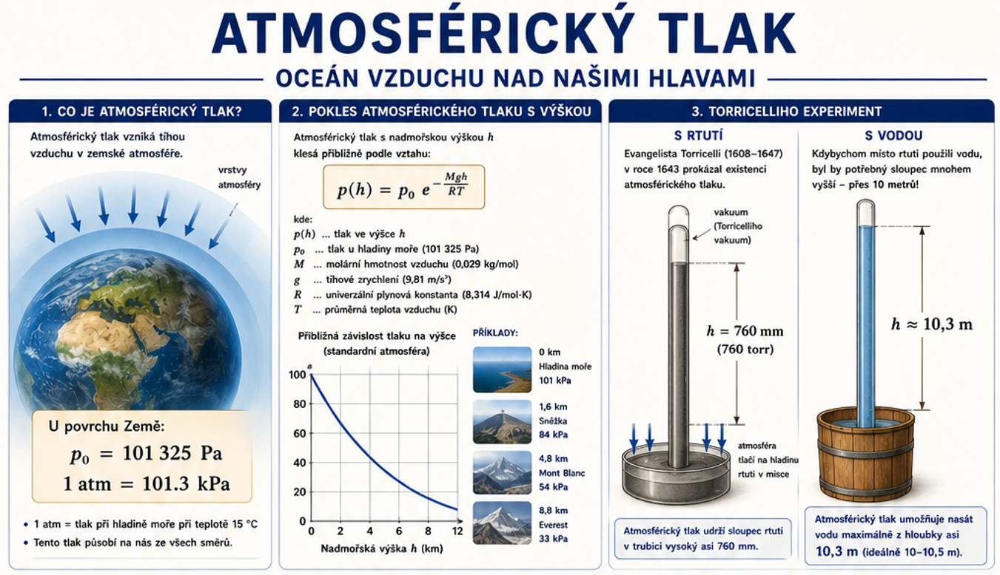 ATMOSFÉRICKÝ TLAK
OCEÁN VZDUCHU NAD NAŠIMI HLAVAMI
1. CO JE ATMOSFÉRICKÝ TLAK?
Atmosférický tlak vzniká tíhou
vzduchu v zemské atmosféře.
vrstvy
atmosféry
U povrchu Země:
p₀ = 101 325 Pa
1 atm = 101.3 kPa
• 1 atm = tlak při hladině moře při teplotě 15 °C
• Tento tlak působí na nás ze všech směrů.
2. POKLES ATMOSFÉRICKÉHO TLAKU S VÝŠKOU
Atmosférický tlak s nadmořskou výškou h
klesá přibližně podle vztahu:
p(h) = p₀ e^(−Mgh/RT)
kde:
p(h) ... tlak ve výšce h
p₀ ... tlak u hladiny moře (101 325 Pa)
M ... molární hmotnost vzduchu (0,029 kg/mol)
g ... tíhové zrychlení (9,81 m/s²)
R ... univerzální plynová konstanta (8,314 J/mol·K)
T ... průměrná teplota vzduchu (K)
Přibližná závislost tlaku na výšce
(standardní atmosféra)
100
80
60
40
20
0
0 2 4 6 8 10 12
Nadmořská výška h (km)
PŘÍKLADY:
0 km
Hladina moře
101 kPa
1,6 km
Sněžka
84 kPa
4,8 km
Mont Blanc
54 kPa
8,8 km
Everest
33 kPa
3. TORRICELLIHO EXPERIMENT
S RTUTÍ
Evangelista Torricelli (1608–1647)
v roce 1643 prokázal existenci
atmosférického tlaku.
vakuum
(Torricelliho
vakuum)
h = 760 mm
(760 torr)
atmosféra
tlačí na hladinu
rtuti v misce
Atmosférický tlak udrží sloupec rtuti
v trubici vysoký asi 760 mm.
S VODOU
Kdybychom místo rtuti použili vodu,
byl by potřebný sloupec mnohem
vyšší – přes 10 metrů!
h ≈ 10,3 m
Atmosférický tlak umožňuje nasát
vodu maximálně z hloubky asi
10,3 m (ideálně 10–10,5 m).